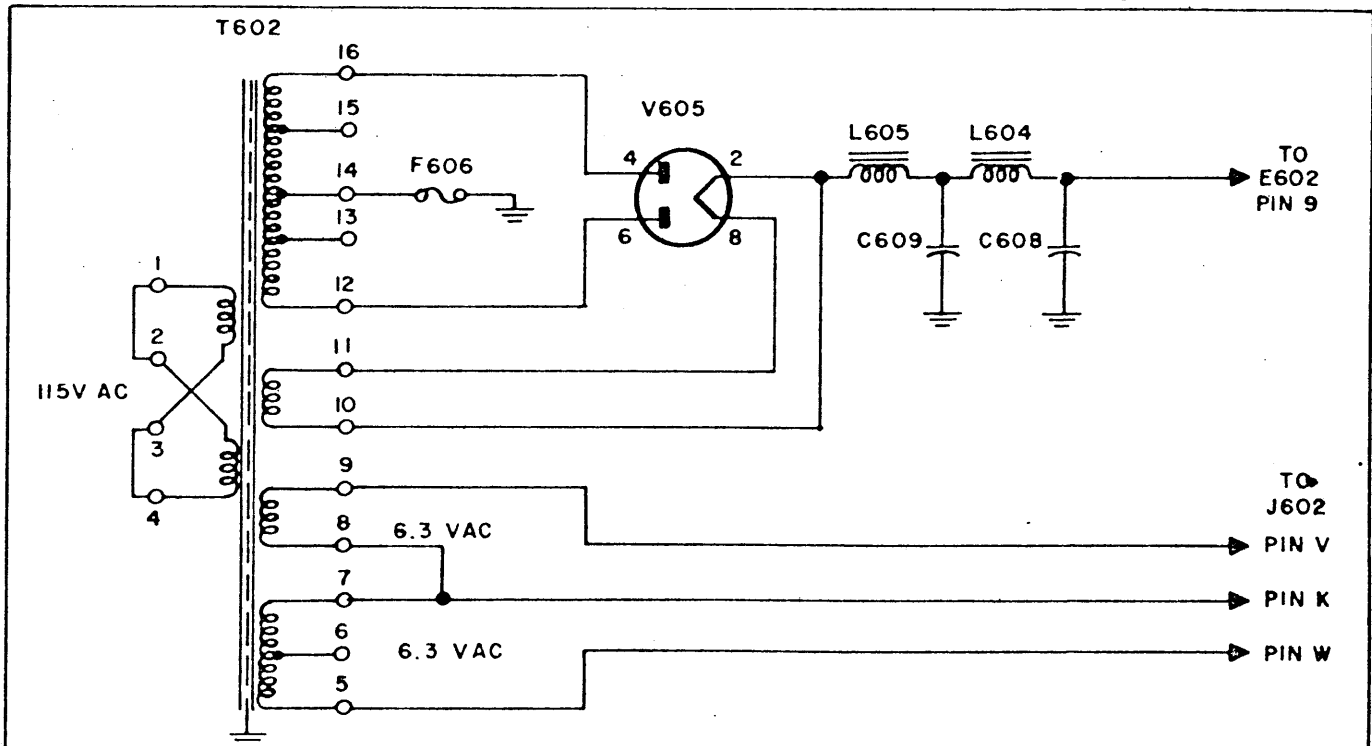 T602
16
15
14
13
12
11
10
9
8
7
6
5
F606
V605
4
2
6
8
L605
L604
C609
C608
TO
E602
PIN 9
1
2
3
4
115V AC
6.3 VAC
6.3 VAC
TO
J602
PIN V
PIN K
PIN W